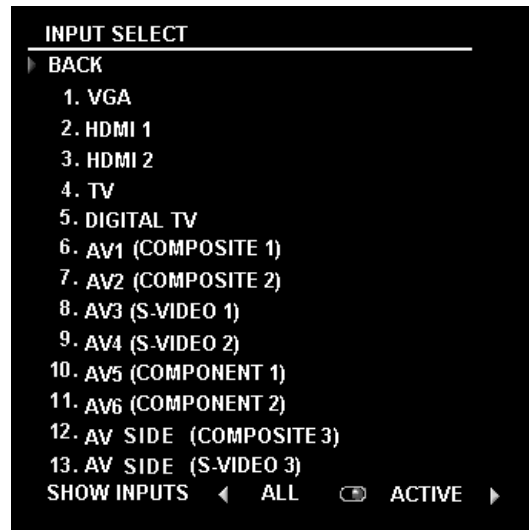 INPUT SELECT
BACK
1. VGA
2. HDMI 1
3. HDMI 2
4. TV
5. DIGITAL TV
6. AV1 (COMPOSITE 1)
7. AV2 (COMPOSITE 2)
8. AV3 (S-VIDEO 1)
9. AV4 (S-VIDEO 2)
10. AV5 (COMPONENT 1)
11. AV6 (COMPONENT 2)
12. AV SIDE (COMPOSITE 3)
13. AV SIDE (S-VIDEO 3)
SHOW INPUTS ALL ACTIVE